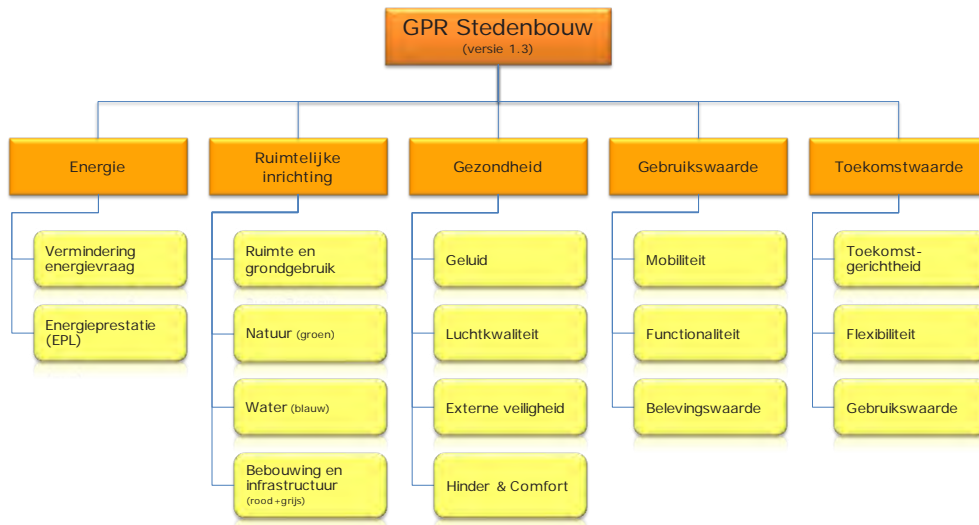 GPR Stedenbouw
(versie 1.3)
Energie
Ruimtelijke
inrichting
Gezondheid
Gebruikswaarde
Toekomstwaarde
Vermindering
energievraag
Energieprestatie
(EPL)
Ruimte en
grondgebruik
Natuur (groen)
Water (blauw)
Bebouwing en
infrastructuur
(rood+grijs)
Geluid
Luchtkwaliteit
Externe veiligheid
Hinder & Comfort
Mobiliteit
Functionaliteit
Belevingswaarde
Toekomst-
gerichtheid
Flexibiliteit
Gebruikswaarde